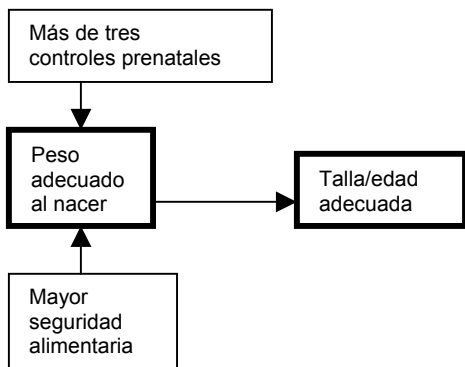 Más de tres
controles prenatales
Peso
adecuado
al nacer
Talla/edad
adecuada
Mayor
seguridad
alimentaria